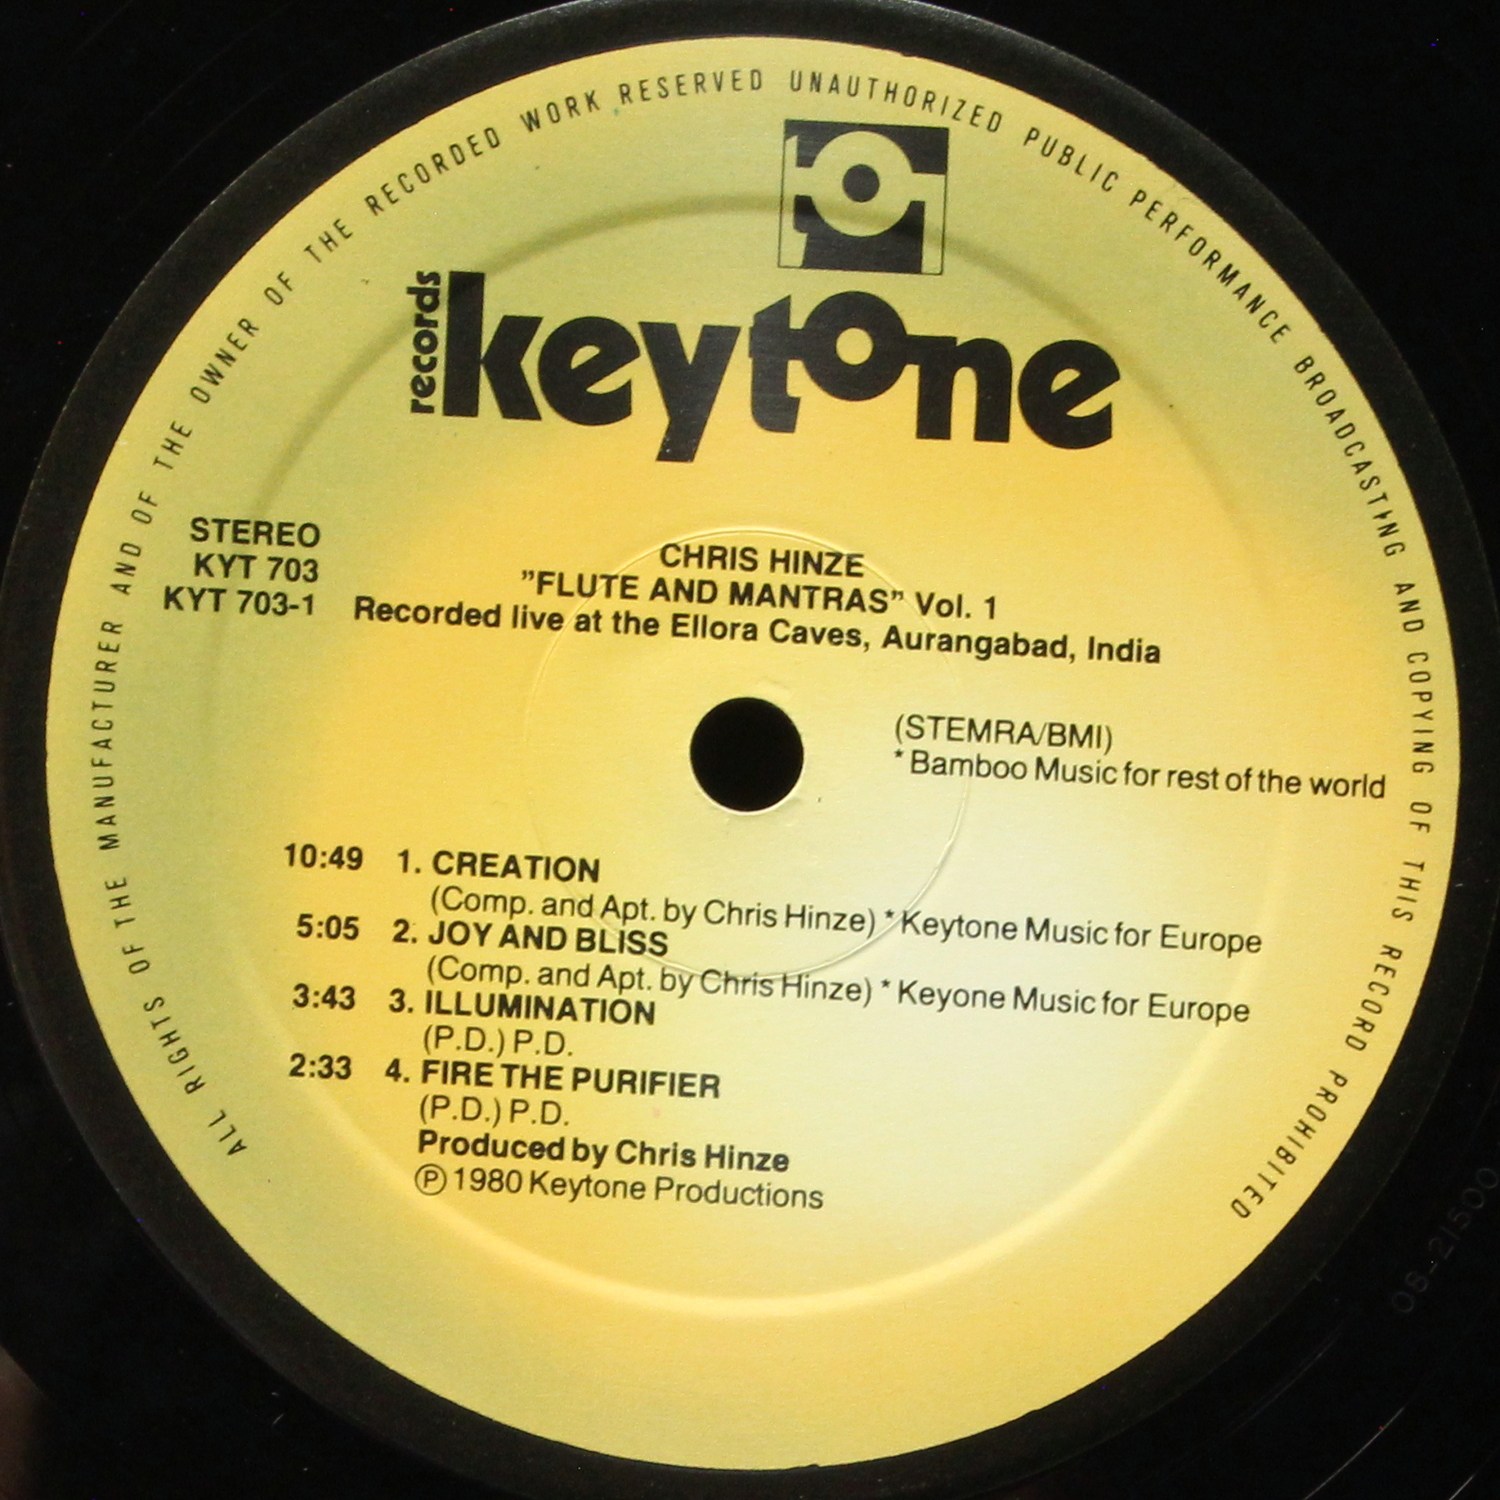 ALL RIGHTS OF THE MANUFACTURER AND OF THE OWNER OF THE RECORDED WORK RESERVED UNAUTHORIZED PUBLIC PERFORMANCE BROADCASTING AND COPYING OF THIS RECORD PROHIBITED
records keytone
STEREO
KYT 703
KYT 703-1
CHRIS HINZE
"FLUTE AND MANTRAS" Vol. 1
Recorded live at the Ellora Caves, Aurangabad, India
(STEMRA/BMI)
* Bamboo Music for rest of the world
10:49 1. CREATION
(Comp. and Apt. by Chris Hinze) * Keytone Music for Europe
5:05 2. JOY AND BLISS
(Comp. and Apt. by Chris Hinze) * Keyone Music for Europe
3:43 3. ILLUMINATION
(P.D.) P.D.
2:33 4. FIRE THE PURIFIER
(P.D.) P.D.
Produced by Chris Hinze
℗ 1980 Keytone Productions
08-21500